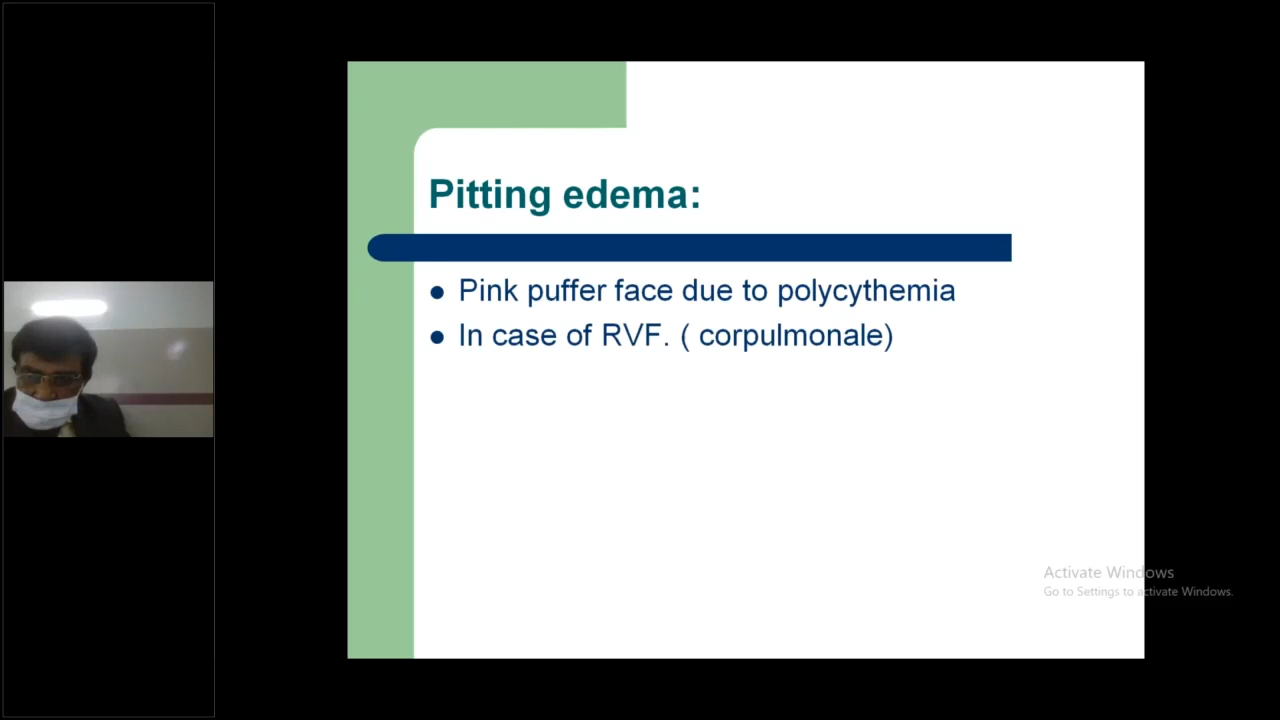 Pitting edema:
Pink puffer face due to polycythemia
In case of RVF. ( corpulmonale)
Activate Windows
Go to Settings to activate Windows.